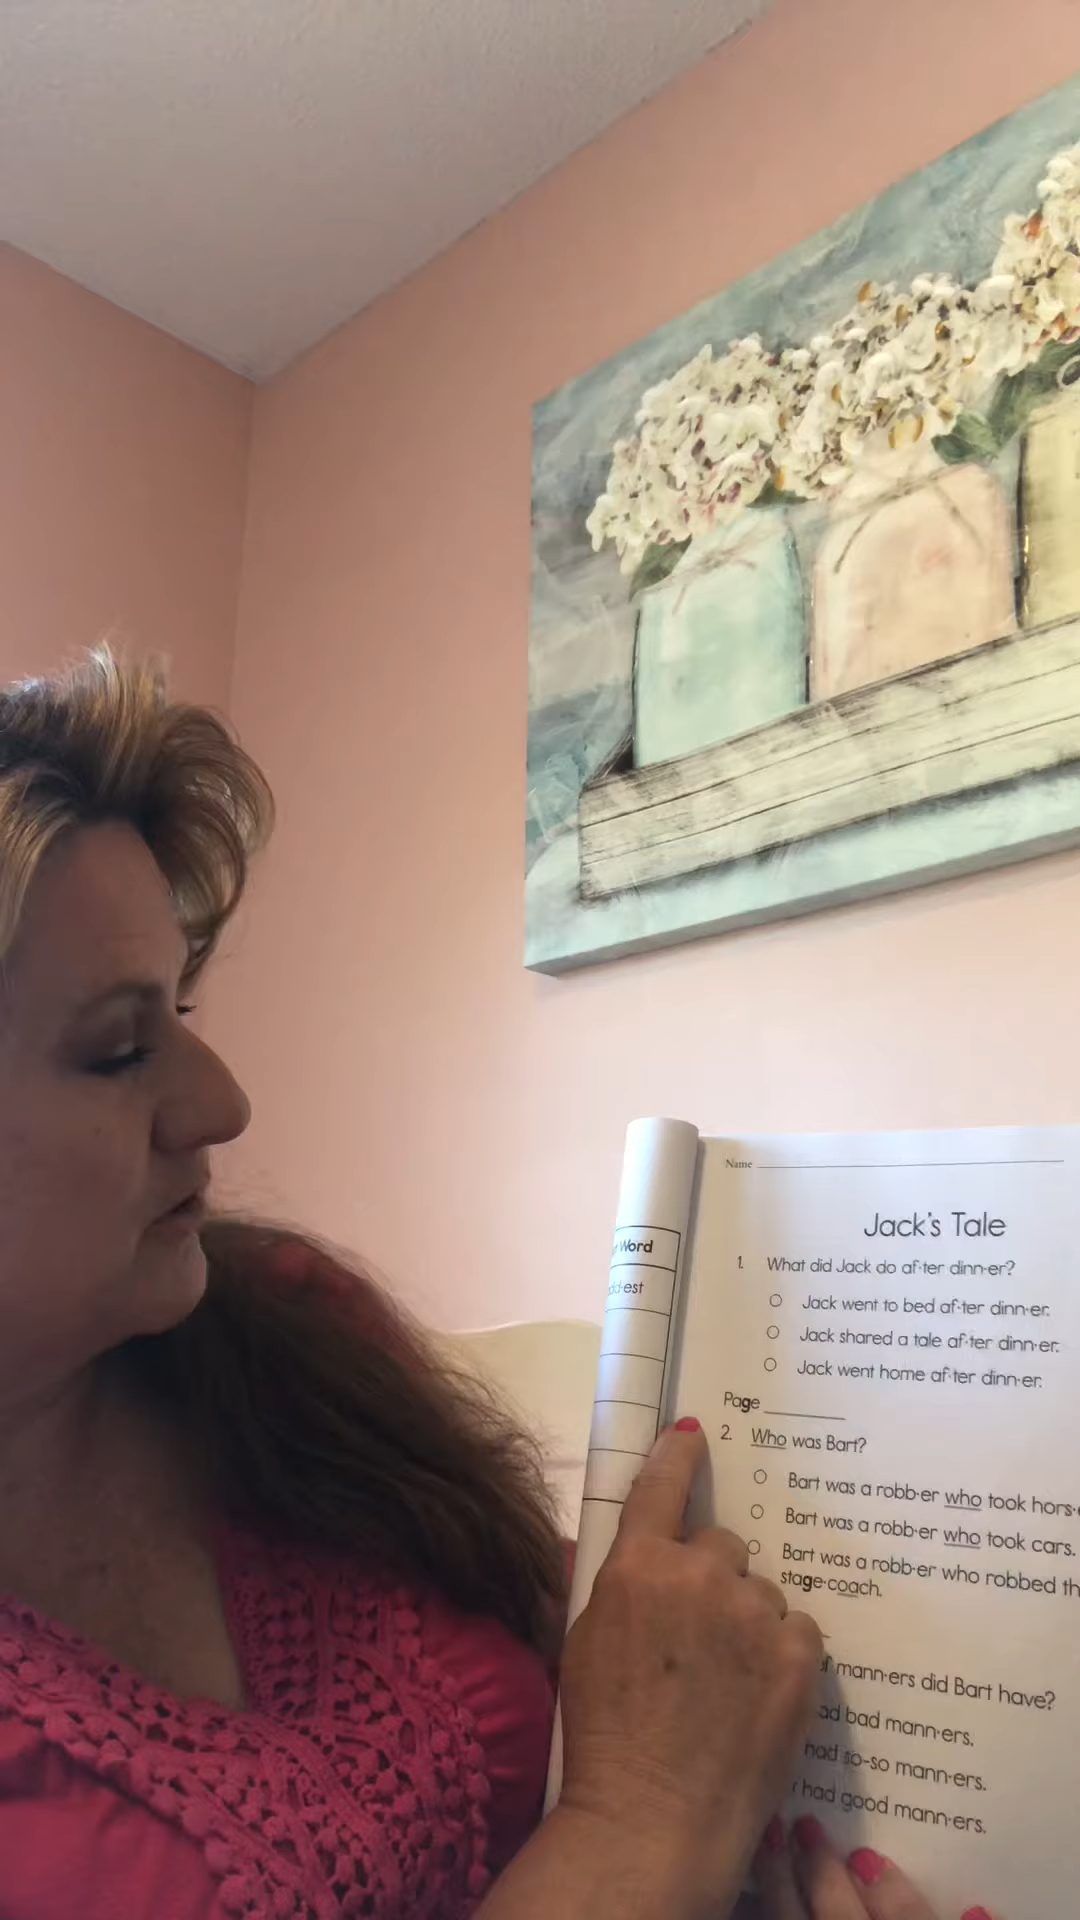 Word
est
Name
Jack's Tale
1. What did Jack do af·ter dinn·er?
Jack went to bed af·ter dinn·er.
Jack shared a tale af·ter dinn·er.
Jack went home af·ter dinn·er.
Page
2. Who was Bart?
Bart was a robb·er who took hors·
Bart was a robb·er who took cars.
Bart was a robb·er who robbed th
stage·coach.
mann·ers did Bart have?
bad mann·ers.
had so-so mann·ers.
had good mann·ers.